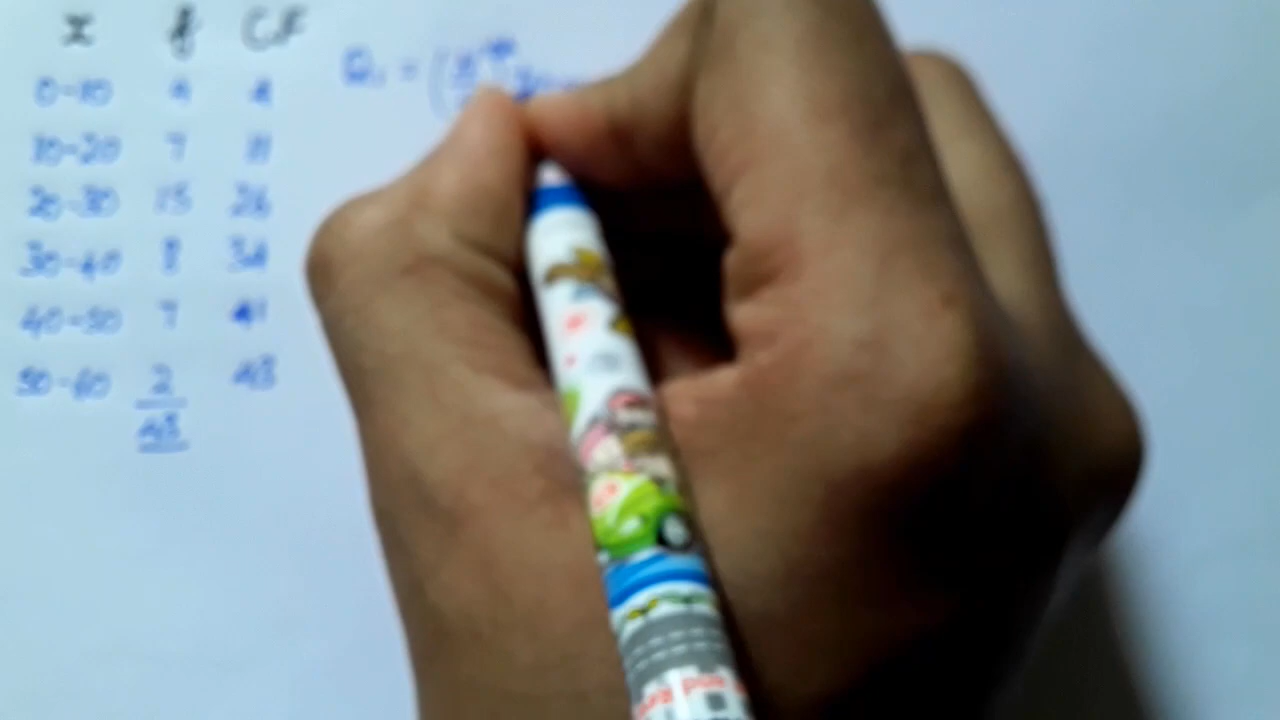 x f CF
0-10 4 4
10-20 7 11
20-30 15 26
30-40 8 34
40-50 7 41
50-60 2 43
43
Q₁ = (